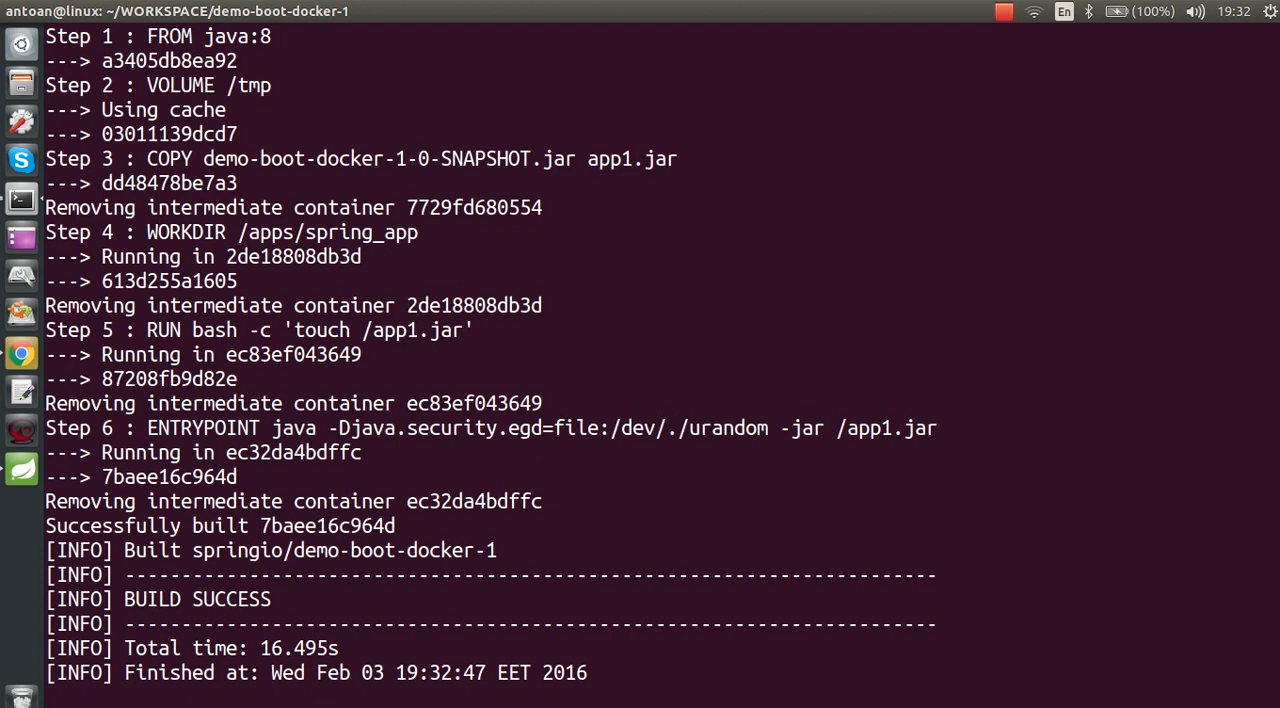 antoan@linux: ~/WORKSPACE/demo-boot-docker-1
En
(100%)
19:32
Step 1 : FROM java:8
---> a3405db8ea92
Step 2 : VOLUME /tmp
---> Using cache
---> 03011139dcd7
Step 3 : COPY demo-boot-docker-1-0-SNAPSHOT.jar app1.jar
---> dd48478be7a3
Removing intermediate container 7729fd680554
Step 4 : WORKDIR /apps/spring_app
---> Running in 2de18808db3d
---> 613d255a1605
Removing intermediate container 2de18808db3d
Step 5 : RUN bash -c 'touch /app1.jar'
---> Running in ec83ef043649
---> 87208fb9d82e
Removing intermediate container ec83ef043649
Step 6 : ENTRYPOINT java -Djava.security.egd=file:/dev/./urandom -jar /app1.jar
---> Running in ec32da4bdffc
---> 7baee16c964d
Removing intermediate container ec32da4bdffc
Successfully built 7baee16c964d
[INFO] Built springio/demo-boot-docker-1
[INFO] ------------------------------------------------------------------------
[INFO] BUILD SUCCESS
[INFO] ------------------------------------------------------------------------
[INFO] Total time: 16.495s
[INFO] Finished at: Wed Feb 03 19:32:47 EET 2016